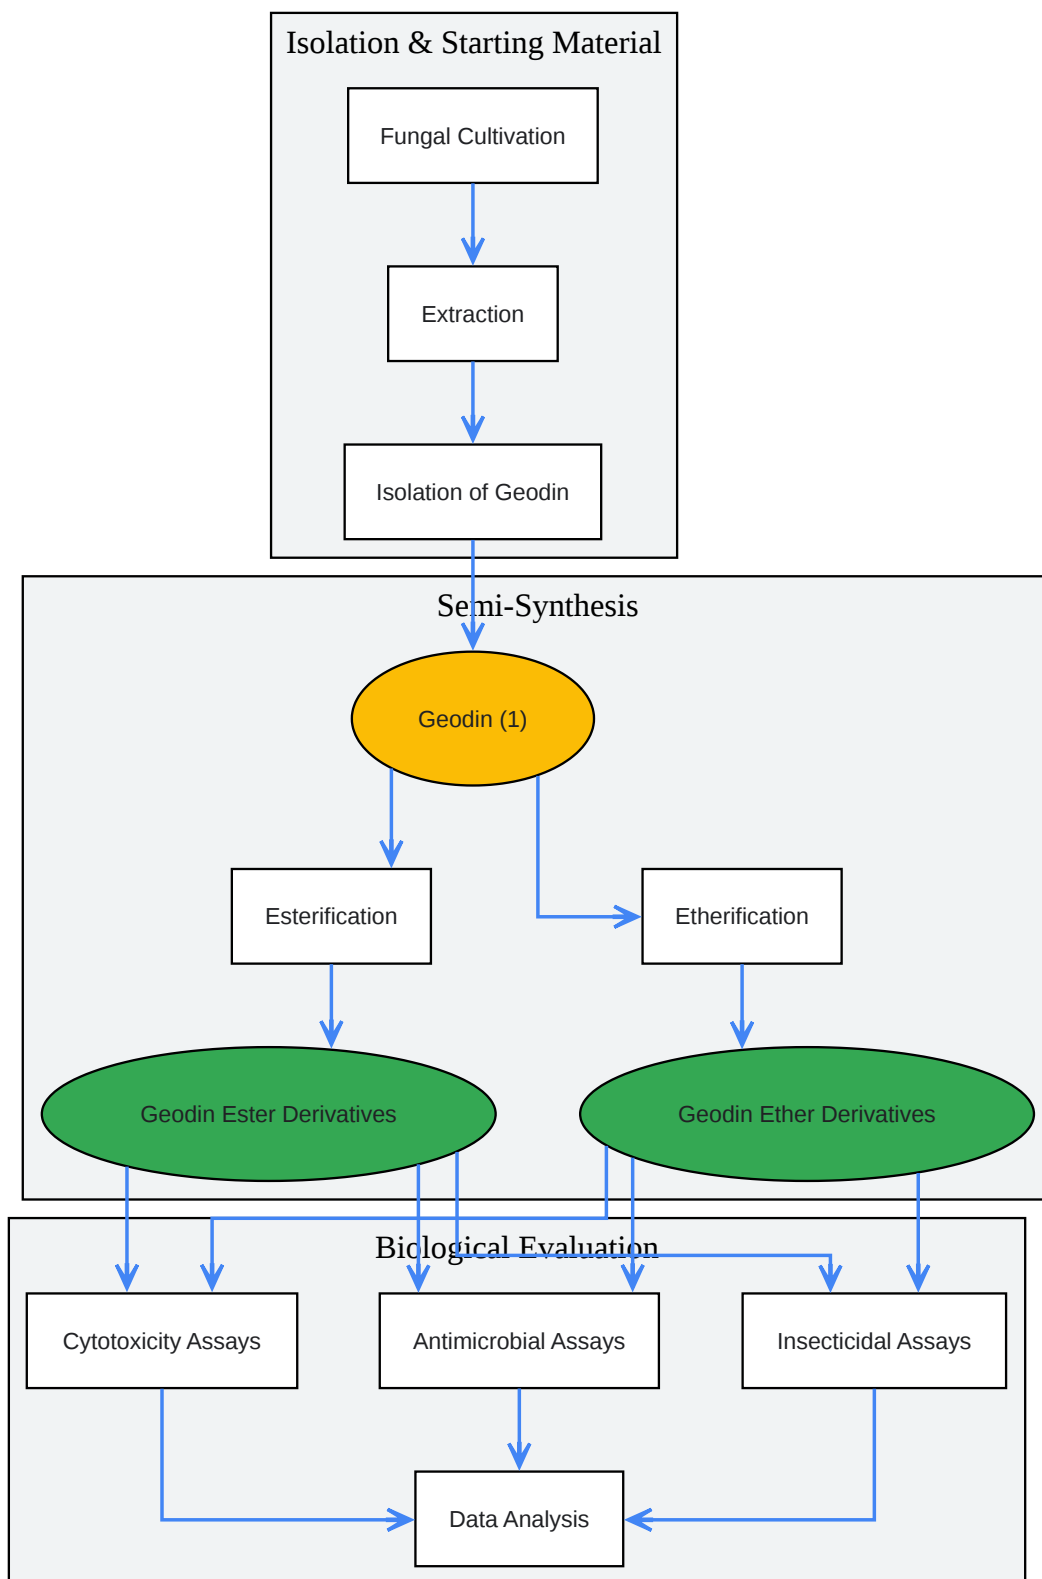 Isolation & Starting Material
Fungal Cultivation
Extraction
Isolation of Geodin
Semi-Synthesis
Geodin (1)
Esterification
Etherification
Geodin Ester Derivatives
Geodin Ether Derivatives
Biological Evaluation
Cytotoxicity Assays
Antimicrobial Assays
Insecticidal Assays
Data Analysis